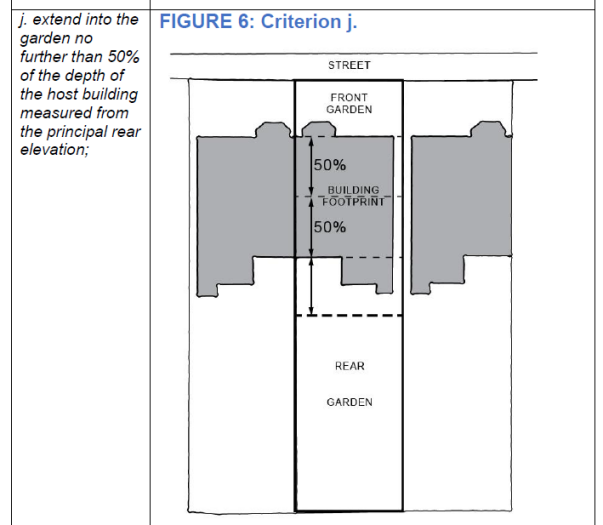 j. extend into the
garden no
further than 50%
of the depth of
the host building
measured from
the principal rear
elevation;
FIGURE 6: Criterion j.
STREET
FRONT
GARDEN
50%
BUILDING
FOOTPRINT
50%
REAR
GARDEN